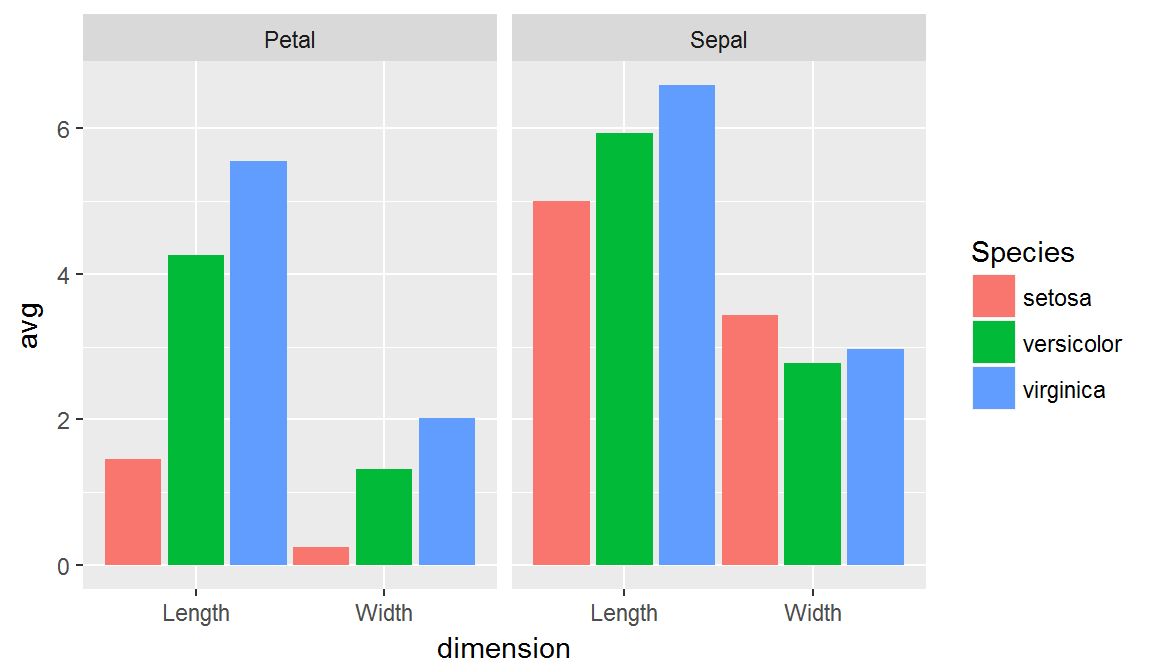 Petal
Sepal
6
4
2
0
avg
Length
Width
Length
Width
dimension
Species
setosa
versicolor
virginica